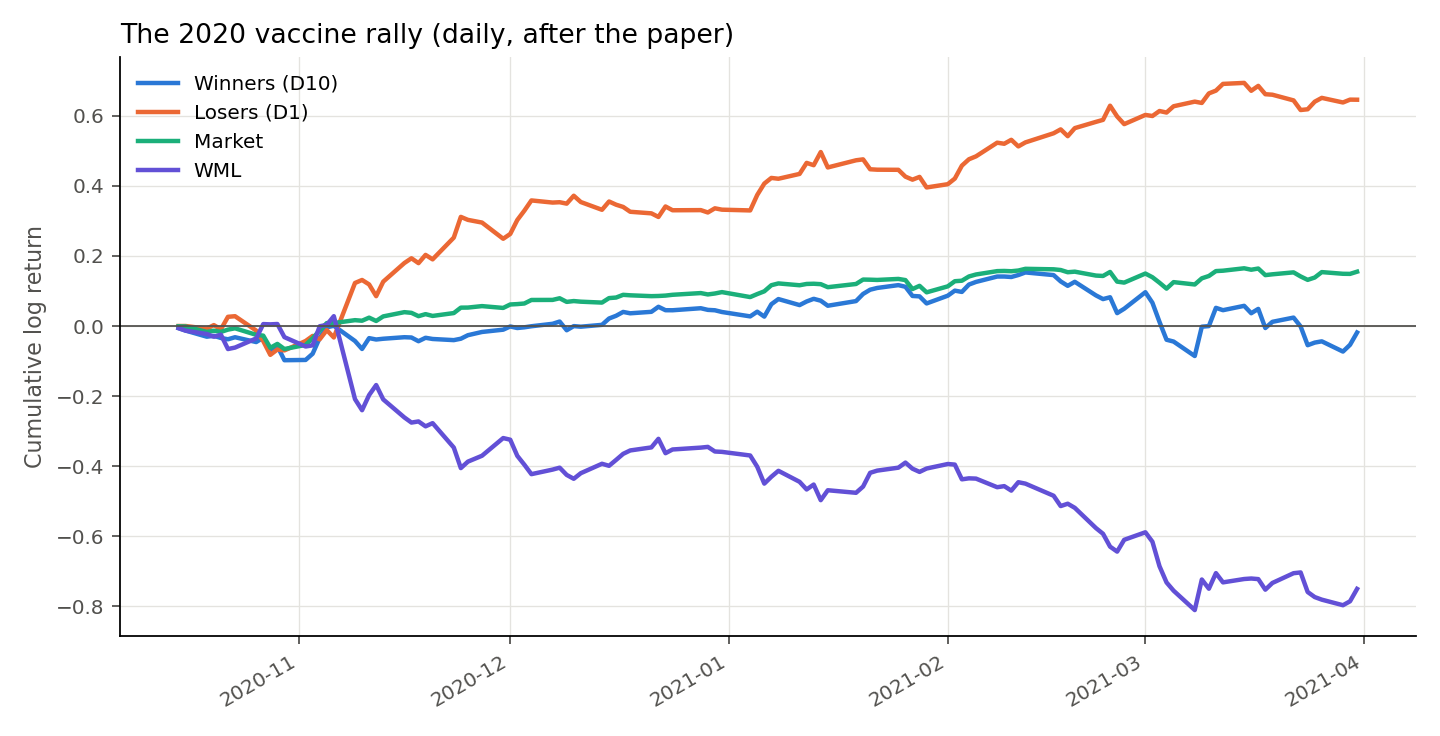 The 2020 vaccine rally (daily, after the paper)
Winners (D10)
Losers (D1)
Market
WML
Cumulative log return
0.6
0.4
0.2
0.0
−0.2
−0.4
−0.6
−0.8
2020-11
2020-12
2021-01
2021-02
2021-03
2021-04